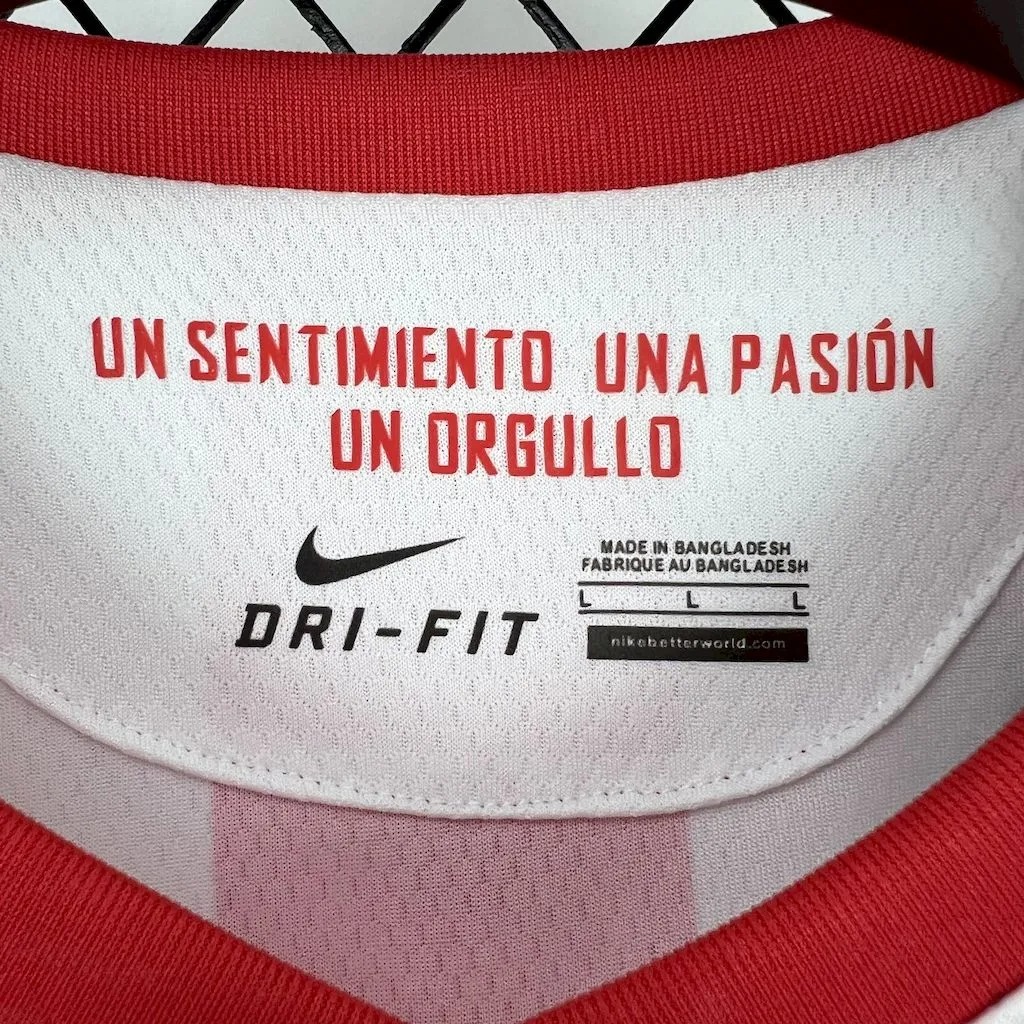 UN SENTIMIENTO UNA PASIÓN
UN ORGULLO
DRI-FIT
MADE IN BANGLADESH
FABRIQUE AU BANGLADESH
L L L
nikebetterworld.com